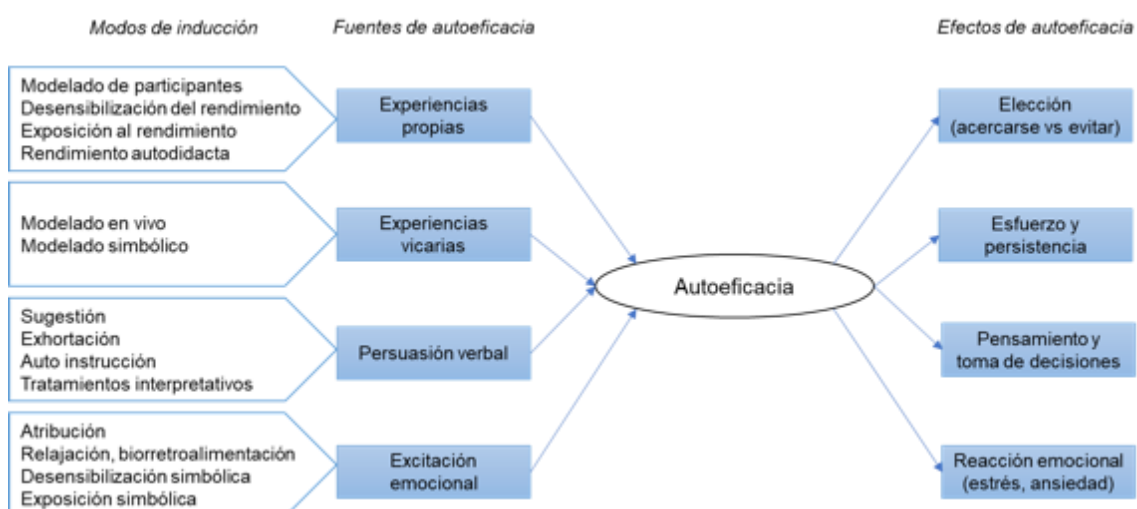 Modos de inducción
Fuentes de autoeficacia
Efectos de autoeficacia
Modelado de participantes
Desensibilización del rendimiento
Exposición al rendimiento
Rendimiento autodidacta
Experiencias
propias
Elección
(acercarse vs evitar)
Modelado en vivo
Modelado simbólico
Experiencias
vicarias
Esfuerzo y
persistencia
Autoeficacia
Sugestión
Exhortación
Auto instrucción
Tratamientos interpretativos
Persuasión verbal
Pensamiento y
toma de decisiones
Atribución
Relajación, biorretroalimentación
Desensibilización simbólica
Exposición simbólica
Excitación
emocional
Reacción emocional
(estrés, ansiedad)